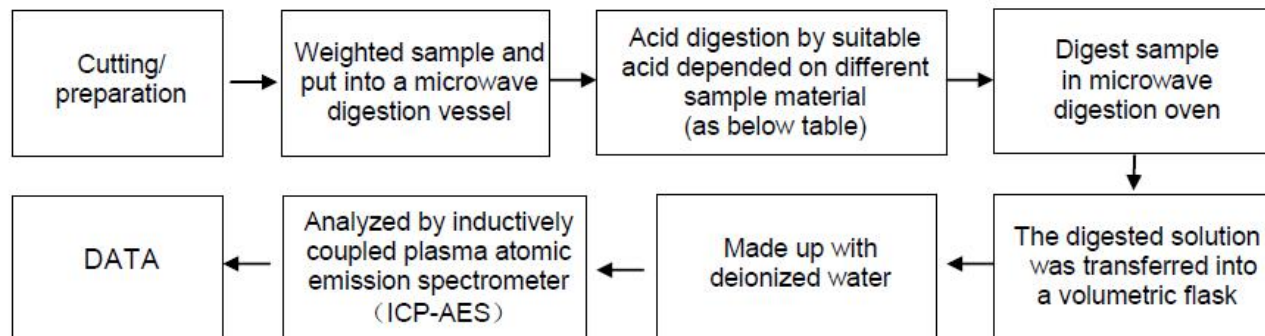 Cutting/
preparation
Weighted sample and
put into a microwave
digestion vessel
Acid digestion by suitable
acid depended on different
sample material
(as below table)
Digest sample
in microwave
digestion oven
The digested solution
was transferred into
a volumetric flask
Made up with
deionized water
Analyzed by inductively
coupled plasma atomic
emission spectrometer
（ICP-AES）
DATA